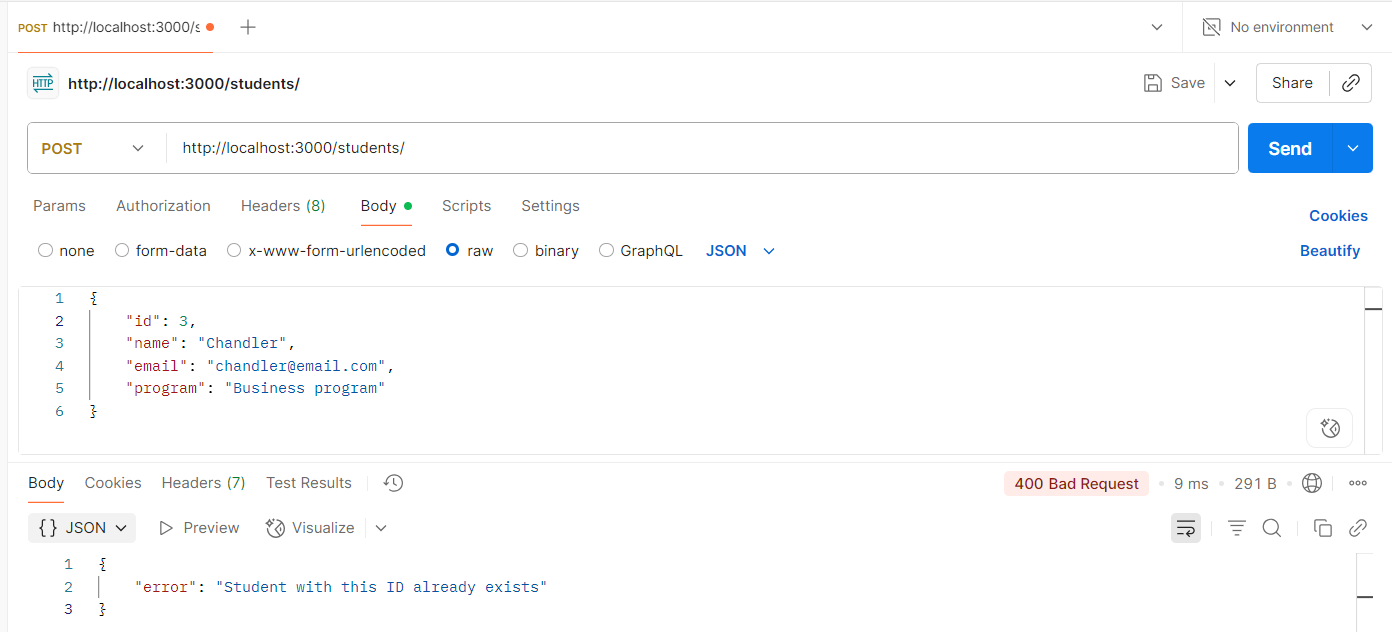 POST http://localhost:3000/s
No environment
HTTP http://localhost:3000/students/
Save
Share
POST
http://localhost:3000/students/
Send
Params Authorization Headers (8) Body Scripts Settings
Cookies
none form-data x-www-form-urlencoded raw binary GraphQL JSON
Beautify
1 {
2 "id": 3,
3 "name": "Chandler",
4 "email": "chandler@email.com",
5 "program": "Business program"
6 }
Body Cookies Headers (7) Test Results
400 Bad Request • 9 ms • 291 B •
{} JSON Preview Visualize
1 {
2 "error": "Student with this ID already exists"
3 }